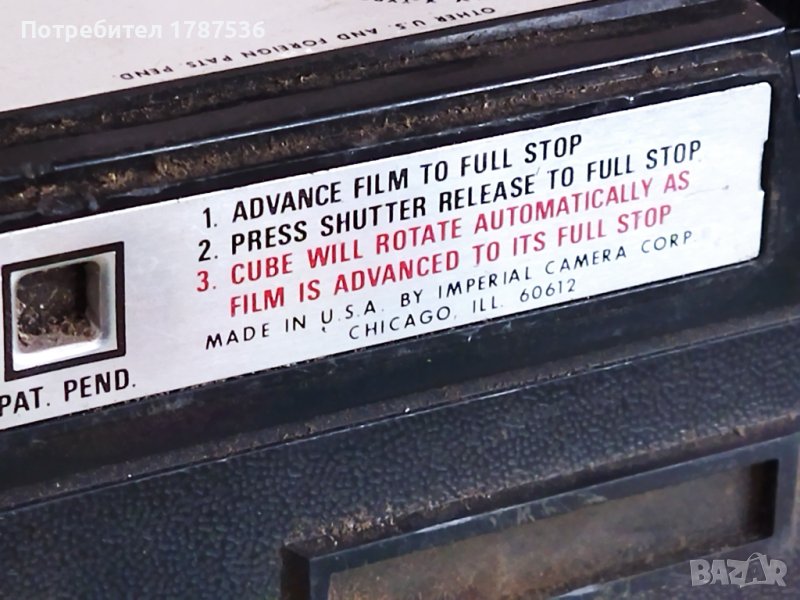 Потребител 1787536
OTHER U.S. AND FOREIGN PATS. PEND.
1. ADVANCE FILM TO FULL STOP
2. PRESS SHUTTER RELEASE TO FULL STOP
3. CUBE WILL ROTATE AUTOMATICALLY AS
FILM IS ADVANCED TO ITS FULL STOP
MADE IN U.S.A. BY IMPERIAL CAMERA CORP.
CHICAGO, ILL. 60612
PAT. PEND.
BAZAR